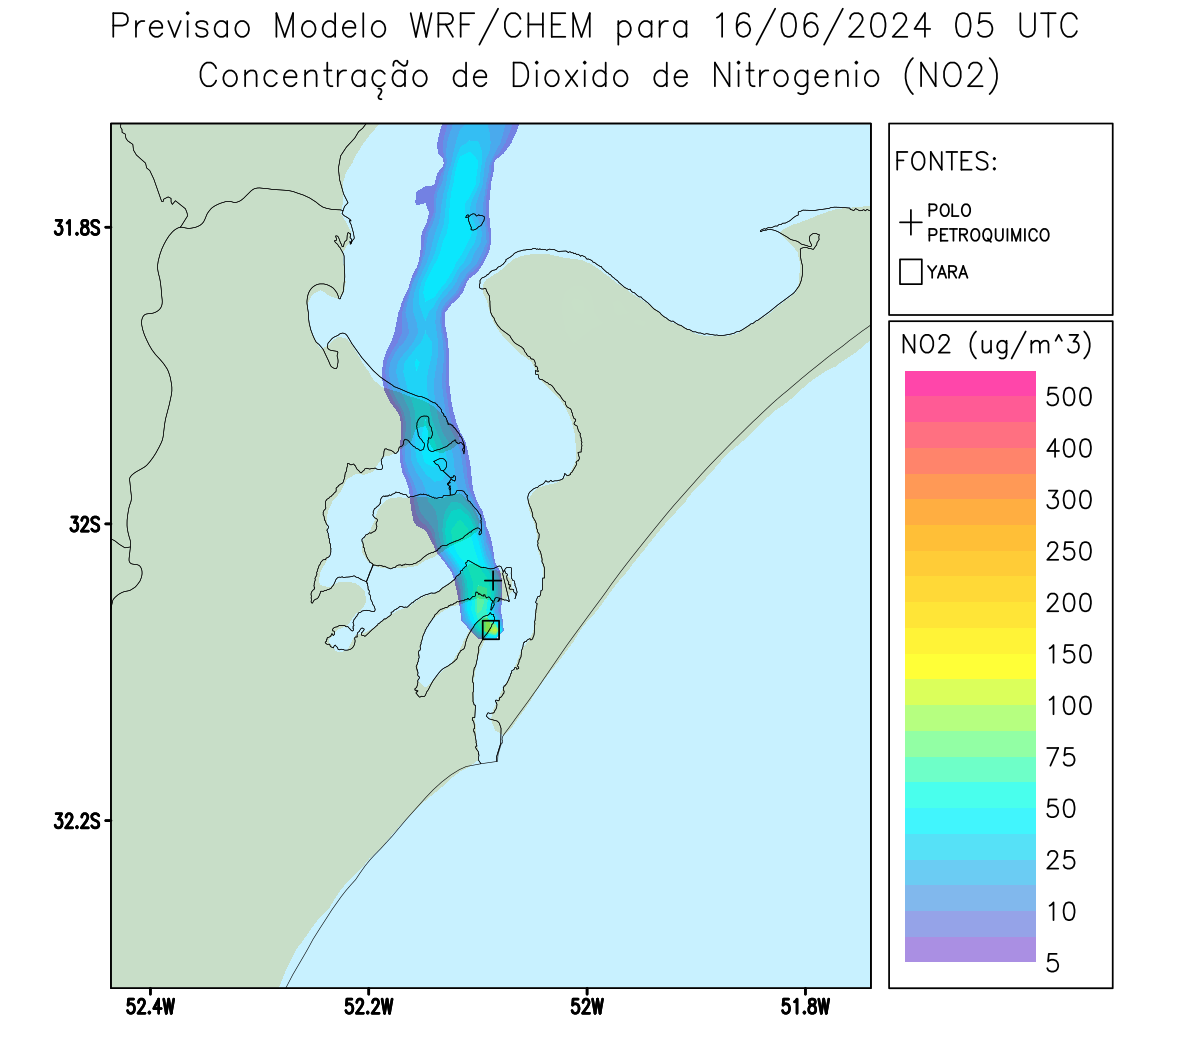 Previsao Modelo WRF/CHEM para 16/06/2024 05 UTC
Concentração de Dioxido de Nitrogenio (NO2)
FONTES:
POLO
PETROQUIMICO
YARA
NO2 (ug/m^3)
500
400
300
250
200
150
100
75
50
25
10
5
31.8S
32S
32.2S
52.4W
52.2W
52W
51.8W